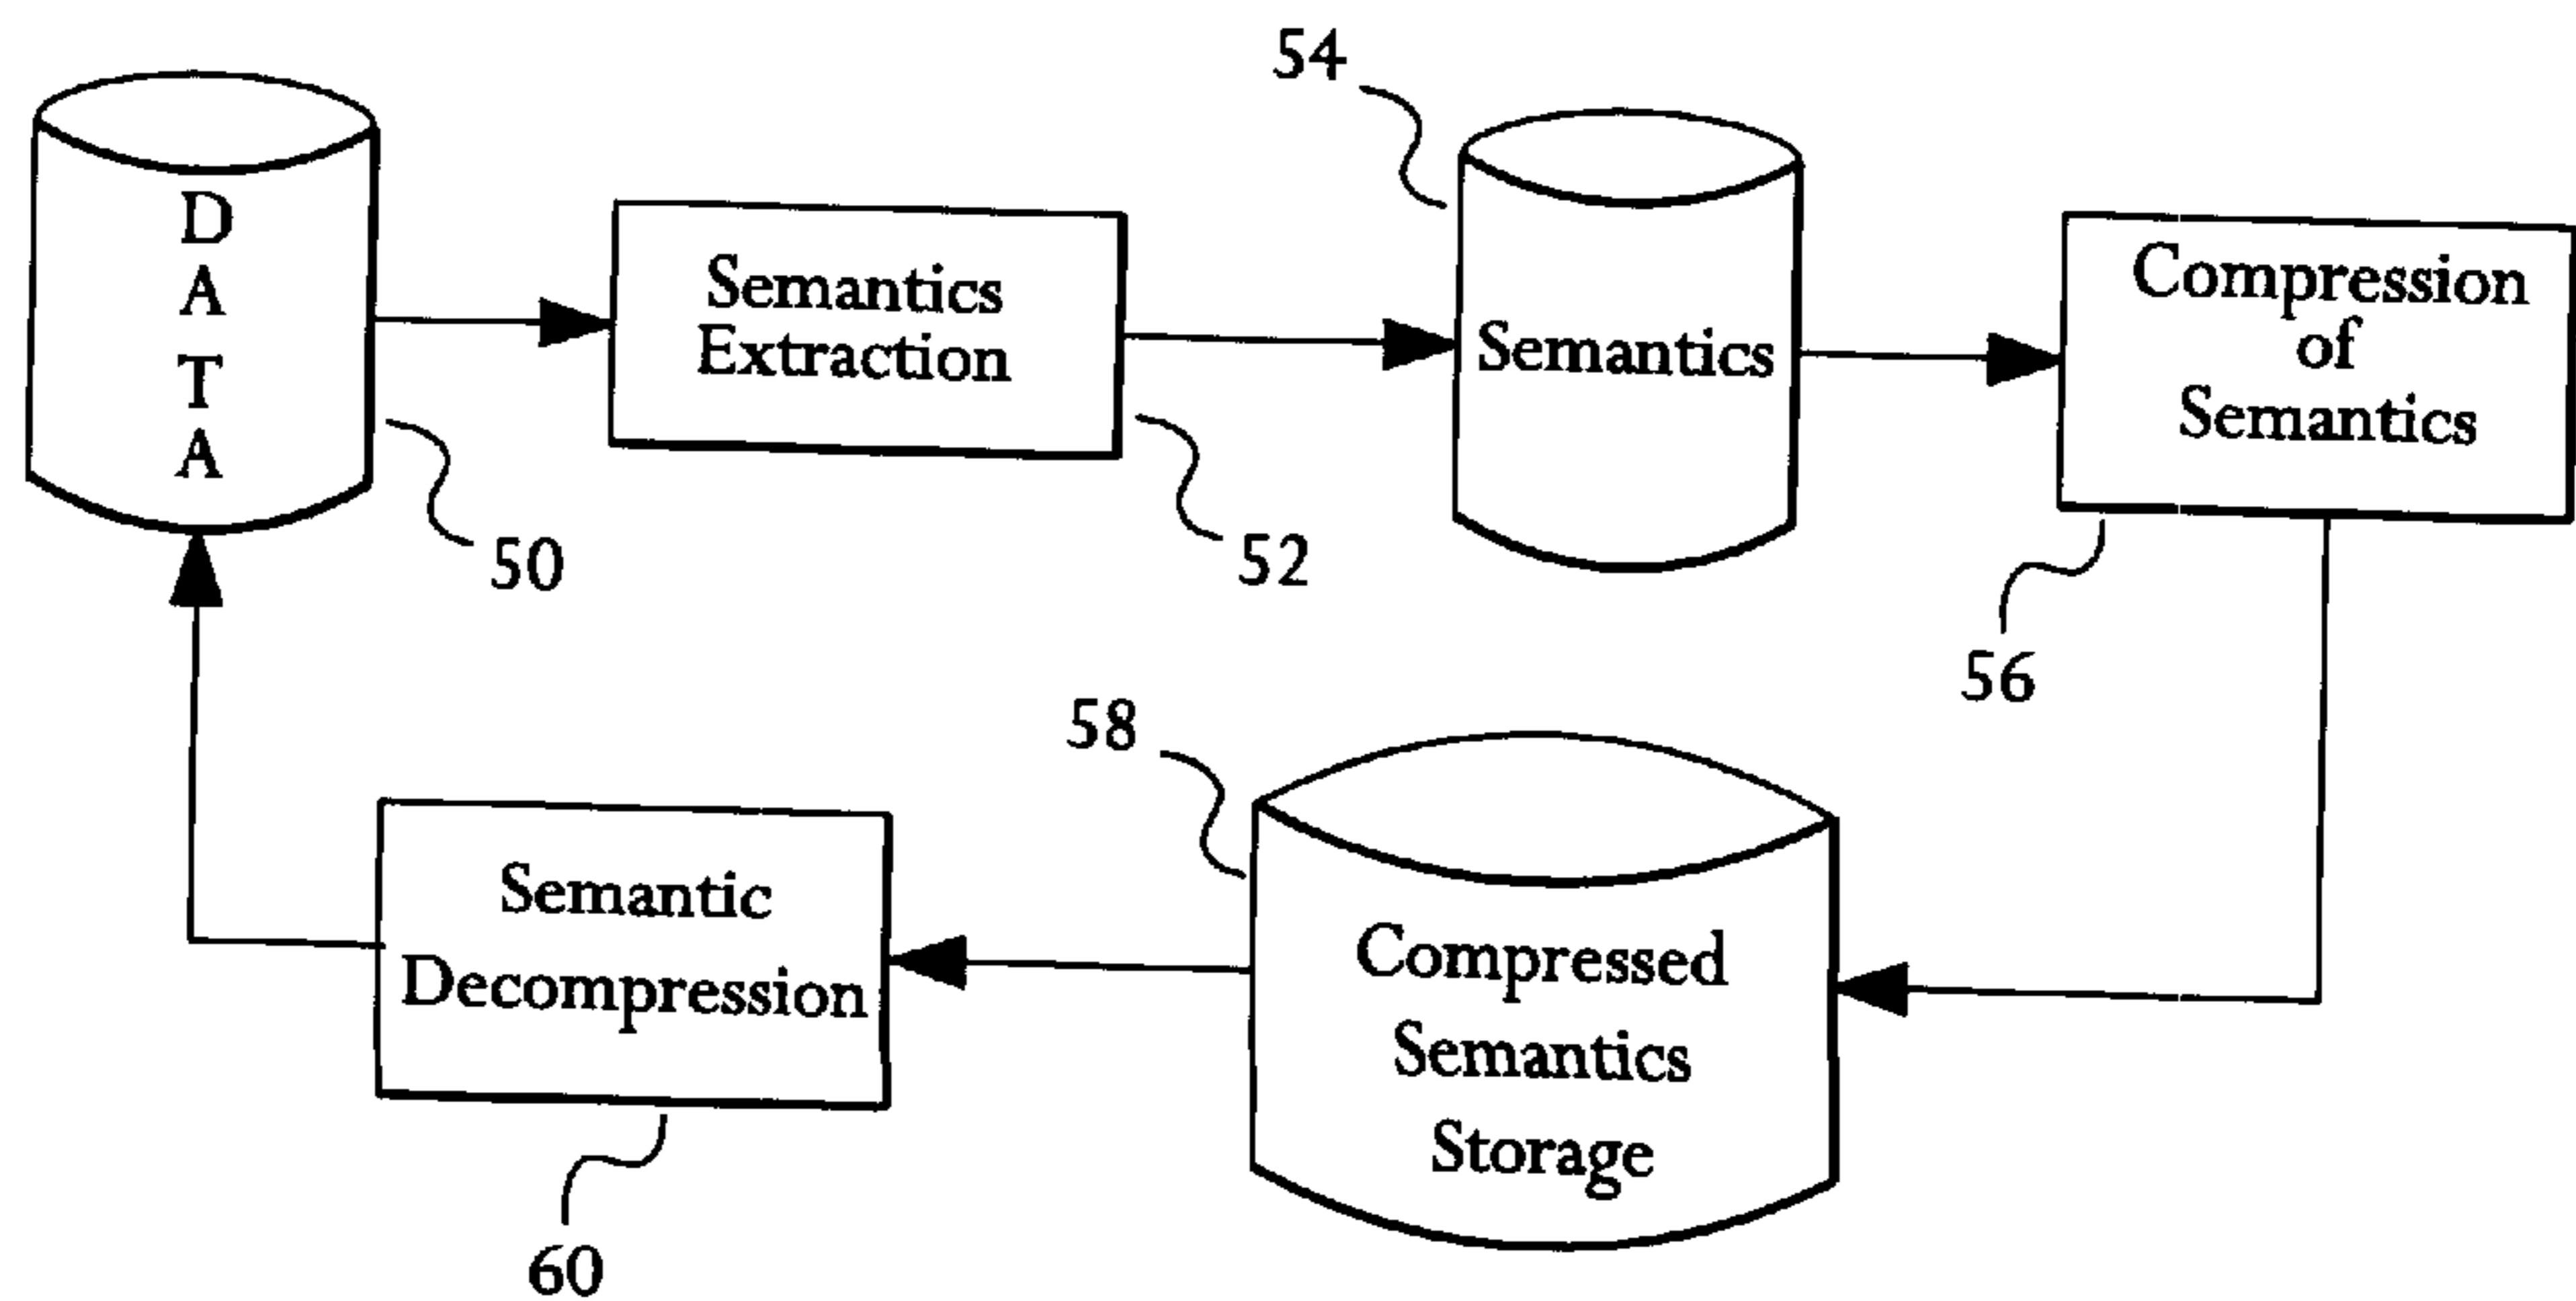 54
D
A
T
A
Semantics
Extraction
Semantics
Compression
of
Semantics
50
52
56
58
Semantic
Decompression
Compressed
Semantics
Storage
60